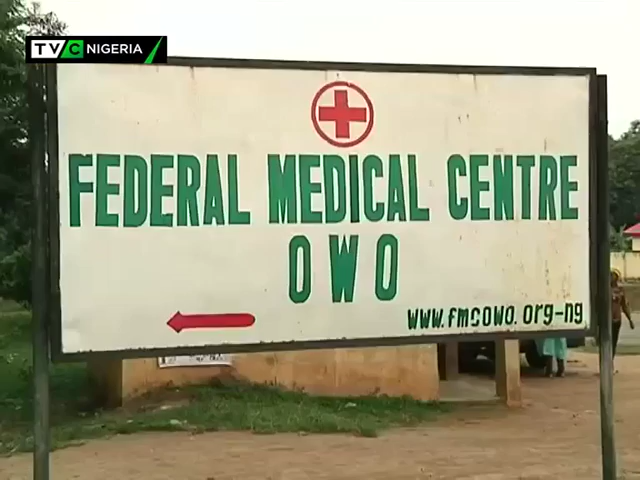 TVC NIGERIA
FEDERAL MEDICAL CENTRE
OWO
www.fmcowo.org-ng